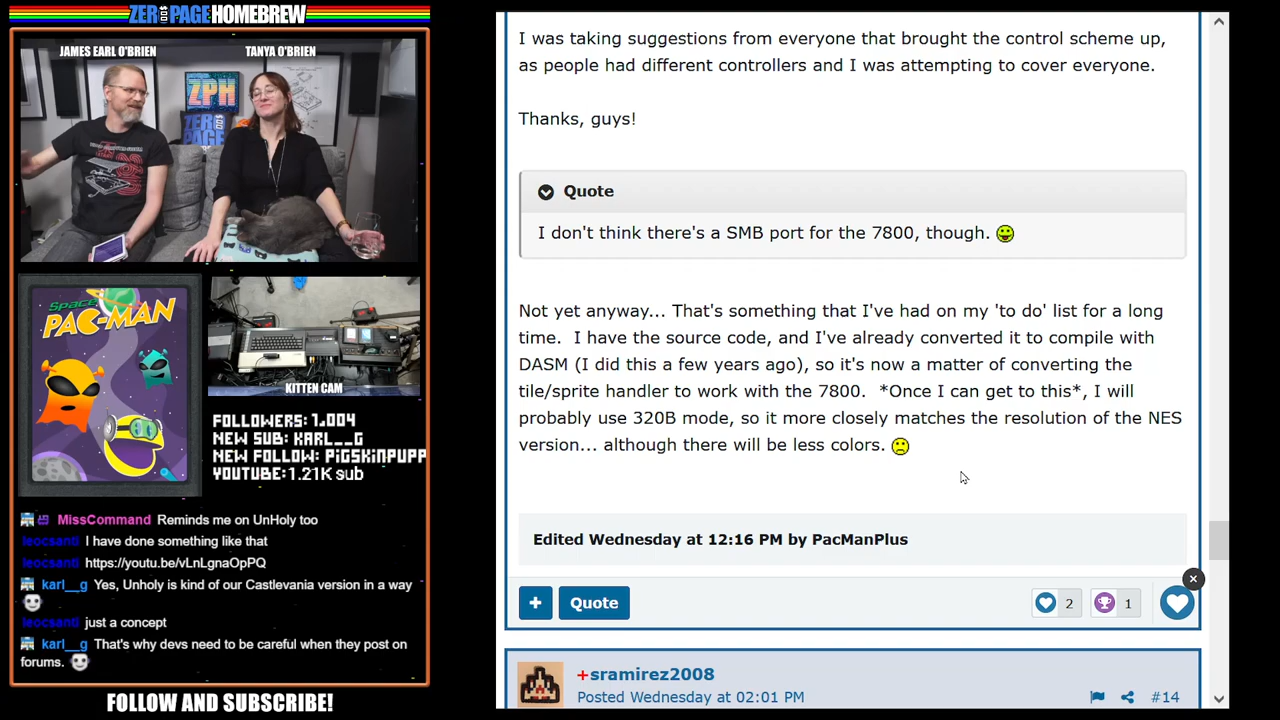 ZERO PAGE HOMEBREW
JAMES EARL O'BRIEN
TANYA O'BRIEN
ZPH
ZERO
PAGE
Space
PAC-MAN
KITTEN CAM
FOLLOWERS: 1,004
NEW SUB: KARL__G
NEW FOLLOW: PIGSKINPUPP
YOUTUBE: 1.21K sub
MissCommand Reminds me on UnHoly too
leocsanti I have done something like that
leocsanti https://youtu.be/vLnLgnaOpPQ
karl__g Yes, Unholy is kind of our Castlevania version in a way
leocsanti just a concept
karl__g That's why devs need to be careful when they post on
forums.
FOLLOW AND SUBSCRIBE!
I was taking suggestions from everyone that brought the control scheme up,
as people had different controllers and I was attempting to cover everyone.
Thanks, guys!
Quote
I don't think there's a SMB port for the 7800, though.
Not yet anyway... That's something that I've had on my 'to do' list for a long
time. I have the source code, and I've already converted it to compile with
DASM (I did this a few years ago), so it's now a matter of converting the
tile/sprite handler to work with the 7800. *Once I can get to this*, I will
probably use 320B mode, so it more closely matches the resolution of the NES
version... although there will be less colors.
Edited Wednesday at 12:16 PM by PacManPlus
+ Quote
2
1
+sramirez2008
Posted Wednesday at 02:01 PM
#14